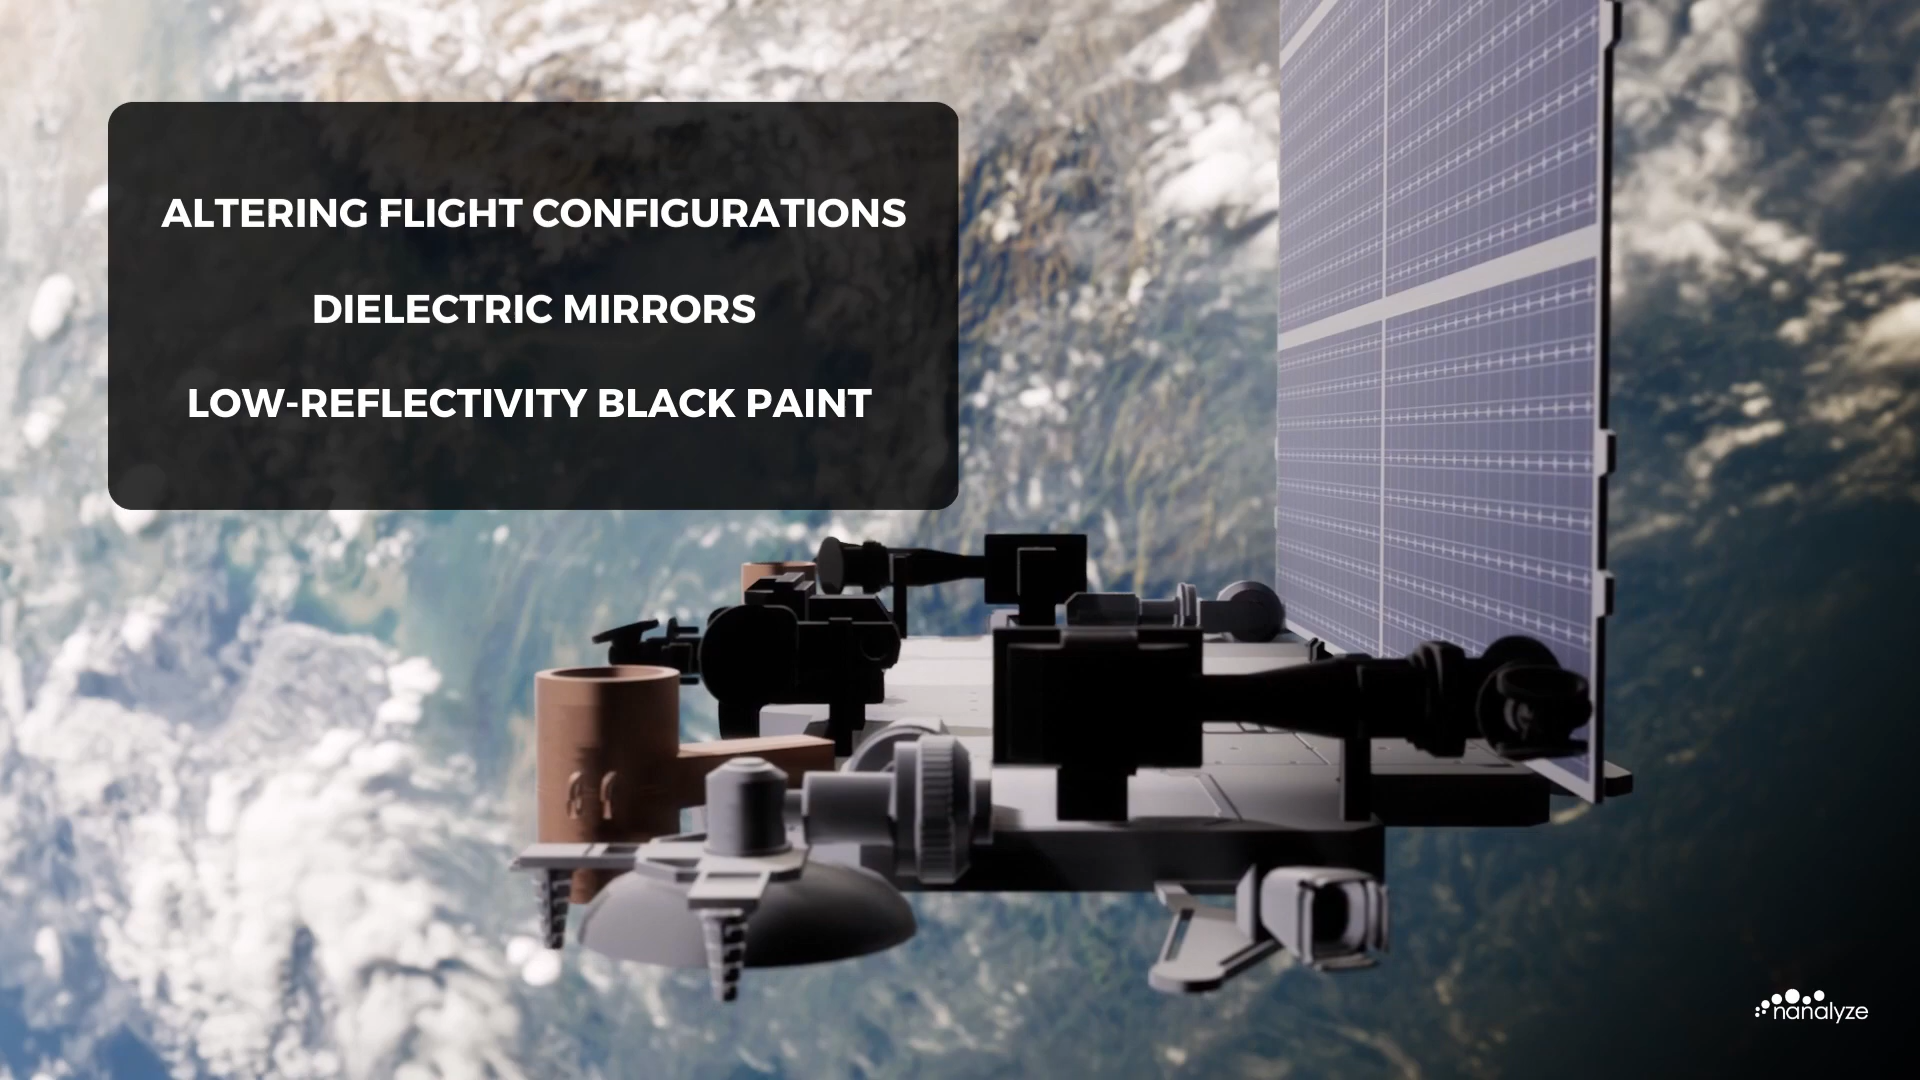 ALTERING FLIGHT CONFIGURATIONS
DIELECTRIC MIRRORS
LOW-REFLECTIVITY BLACK PAINT
nanalyze